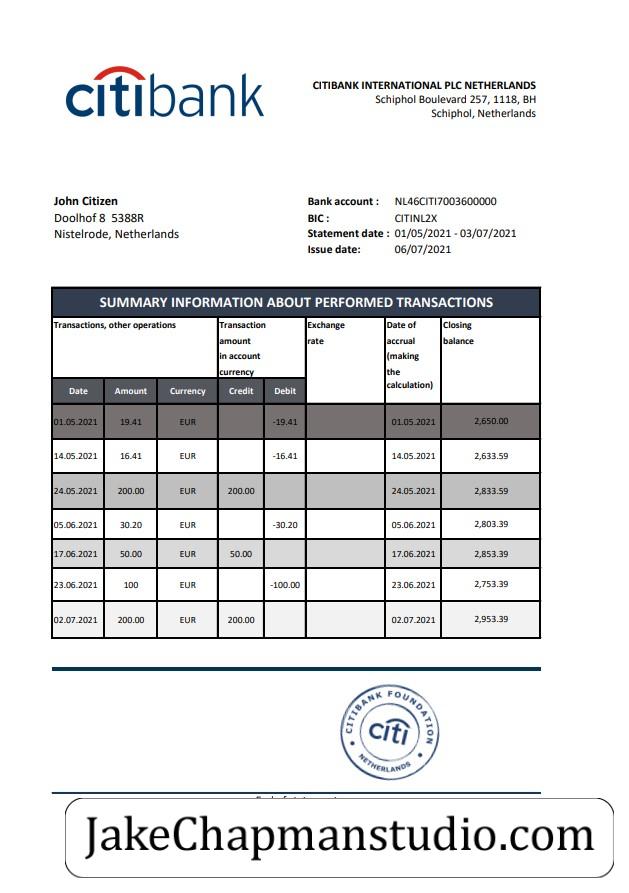 citibank
CITIBANK INTERNATIONAL PLC NETHERLANDS
Schiphol Boulevard 257, 1118, BH
Schiphol, Netherlands
John Citizen
Doolhof 8 5388R
Nistelrode, Netherlands
Bank account : NL46CITI7003600000
BIC : CITINL2X
Statement date : 01/05/2021 - 03/07/2021
Issue date: 06/07/2021
SUMMARY INFORMATION ABOUT PERFORMED TRANSACTIONS
Transactions, other operations
Transaction
amount
in account
currency
Exchange
rate
Date of
accrual
(making
the
calculation)
Closing
balance
Date Amount Currency Credit Debit
01.05.2021 19.41 EUR -19.41 01.05.2021 2,650.00
14.05.2021 16.41 EUR -16.41 14.05.2021 2,633.59
24.05.2021 200.00 EUR 200.00 24.05.2021 2,833.59
05.06.2021 30.20 EUR -30.20 05.06.2021 2,803.39
17.06.2021 50.00 EUR 50.00 17.06.2021 2,853.39
23.06.2021 100 EUR -100.00 23.06.2021 2,753.39
02.07.2021 200.00 EUR 200.00 02.07.2021 2,953.39
CITIBANK FOUNDATION
citi
NETHERLANDS
JakeChapmanstudio.com